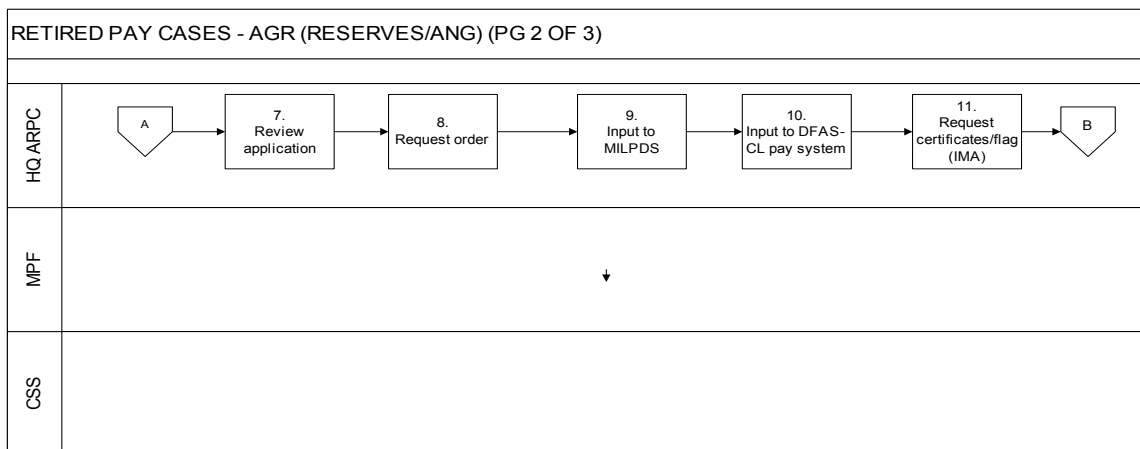 RETIRED PAY CASES - AGR (RESERVES/ANG) (PG 2 OF 3)
HQ ARPC
A
7.
Review
application
8.
Request order
9.
Input to
MILPDS
10.
Input to DFAS-
CL pay system
11.
Request
certificates/flag
(IMA)
B
MPF
CSS